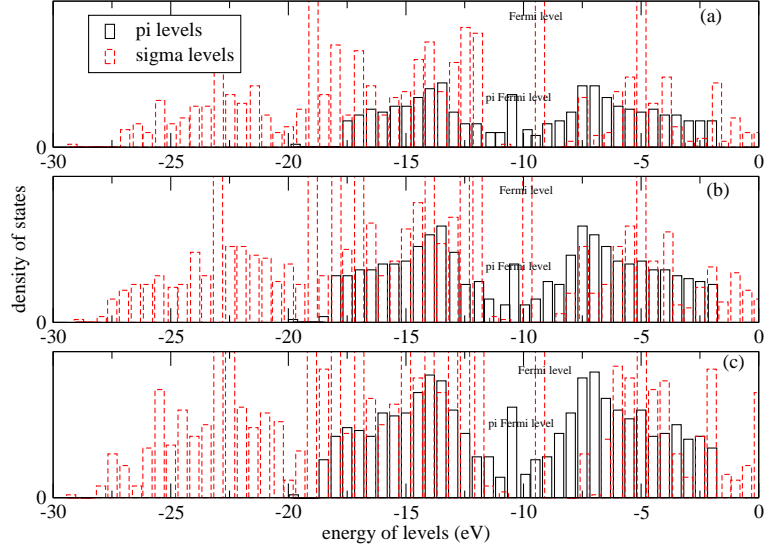 Fermi level
(a)
pi levels
sigma levels
pi Fermi level
0
-30
-25
-20
-15
-10
-5
0
(b)
Fermi level
density of states
pi Fermi level
0
-30
-25
-20
-15
-10
-5
0
(c)
Fermi level
pi Fermi level
0
-30
-25
-20
-15
-10
-5
0
energy of levels (eV)